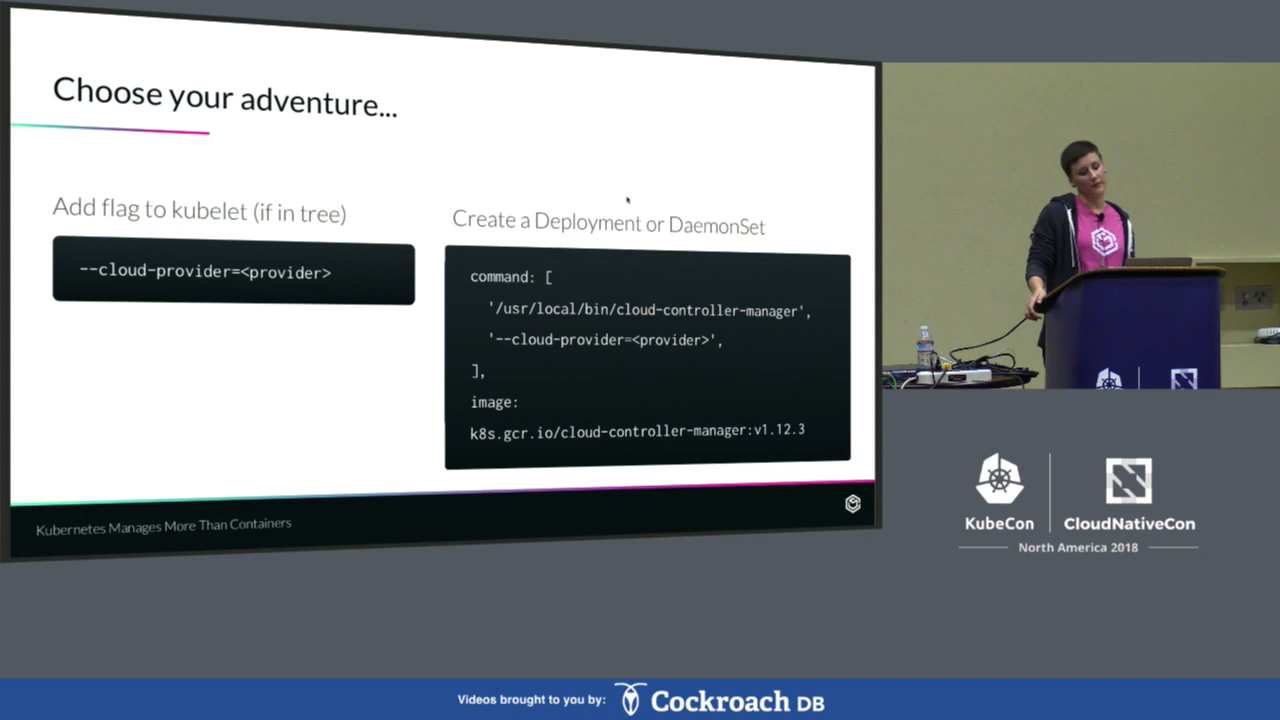 Choose your adventure...
Add flag to kubelet (if in tree)
--cloud-provider=<provider>
Create a Deployment or DaemonSet
command: [
'/usr/local/bin/cloud-controller-manager',
'--cloud-provider=<provider>',
],
image:
k8s.gcr.io/cloud-controller-manager:v1.12.3
Kubernetes Manages More Than Containers
KubeCon
CloudNativeCon
North America 2018
Videos brought to you by:
Cockroach DB